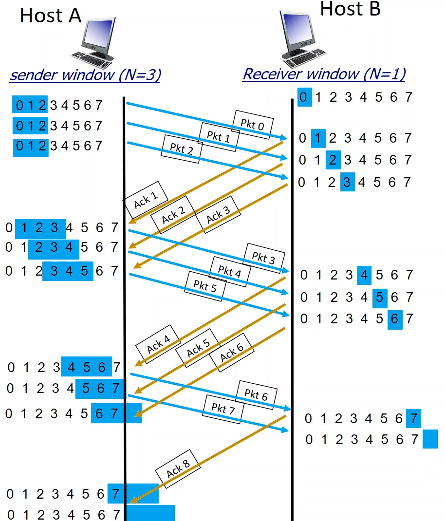 Host A
Host B
sender window (N=3)
Receiver window (N=1)
0 1 2 3 4 5 6 7
0 1 2 3 4 5 6 7
0 1 2 3 4 5 6 7
0 1 2 3 4 5 6 7
0 1 2 3 4 5 6 7
0 1 2 3 4 5 6 7
0 1 2 3 4 5 6 7
Pkt 0
Pkt 1
Pkt 2
Ack 1
Ack 2
Ack 3
0 1 2 3 4 5 6 7
0 1 2 3 4 5 6 7
0 1 2 3 4 5 6 7
Pkt 3
Pkt 4
Pkt 5
0 1 2 3 4 5 6 7
0 1 2 3 4 5 6 7
0 1 2 3 4 5 6 7
Ack 4
Ack 5
Ack 6
0 1 2 3 4 5 6 7
0 1 2 3 4 5 6 7
0 1 2 3 4 5 6 7
Pkt 6
Pkt 7
0 1 2 3 4 5 6 7
0 1 2 3 4 5 6 7
Ack 8
0 1 2 3 4 5 6 7
0 1 2 3 4 5 6 7